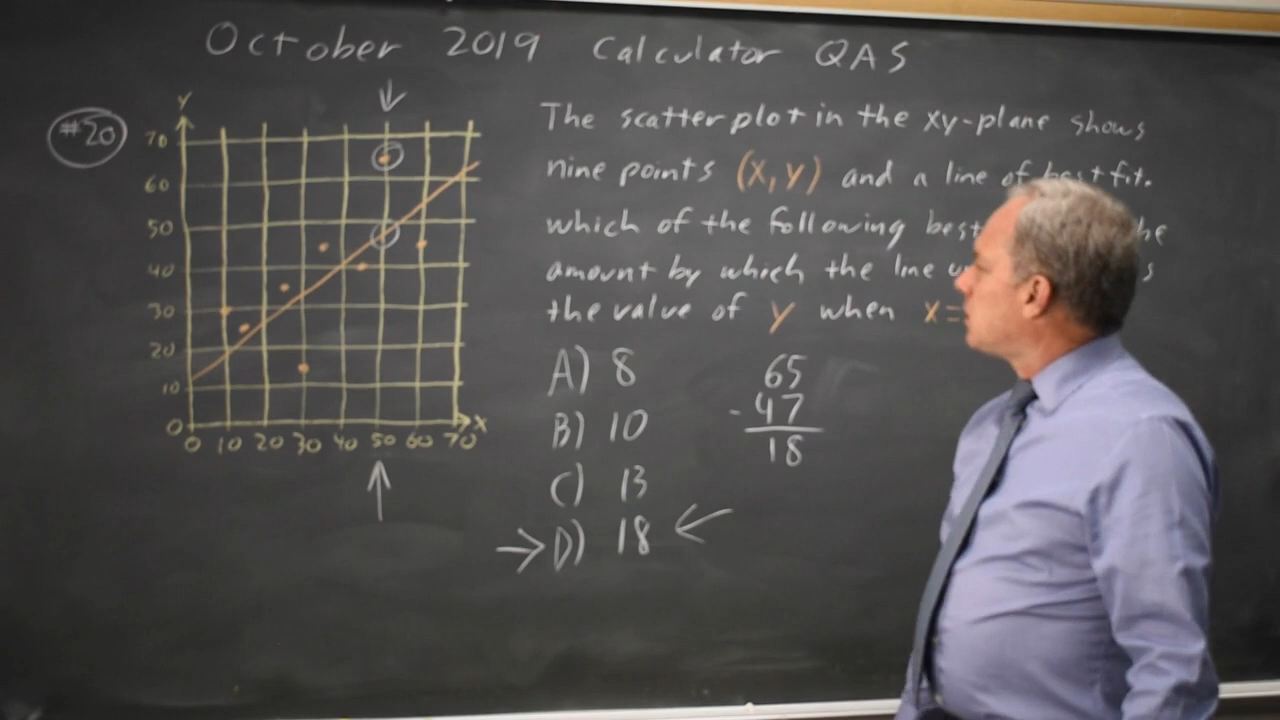 October 2019 Calculator QAS
#20
Y
70
60
50
40
30
20
10
0
0 10 20 30 40 50 60 70 X
The scatterplot in the xy-plane shows
nine points (x,y) and a line of best fit.
which of the following best he
amount by which the line s
the value of y when x=
A) 8
B) 10
C) 13
D) 18
65
- 47
18